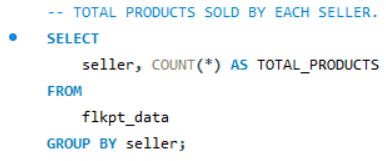 -- TOTAL PRODUCTS SOLD BY EACH SELLER.
SELECT
seller, COUNT(*) AS TOTAL_PRODUCTS
FROM
flkpt_data
GROUP BY seller;